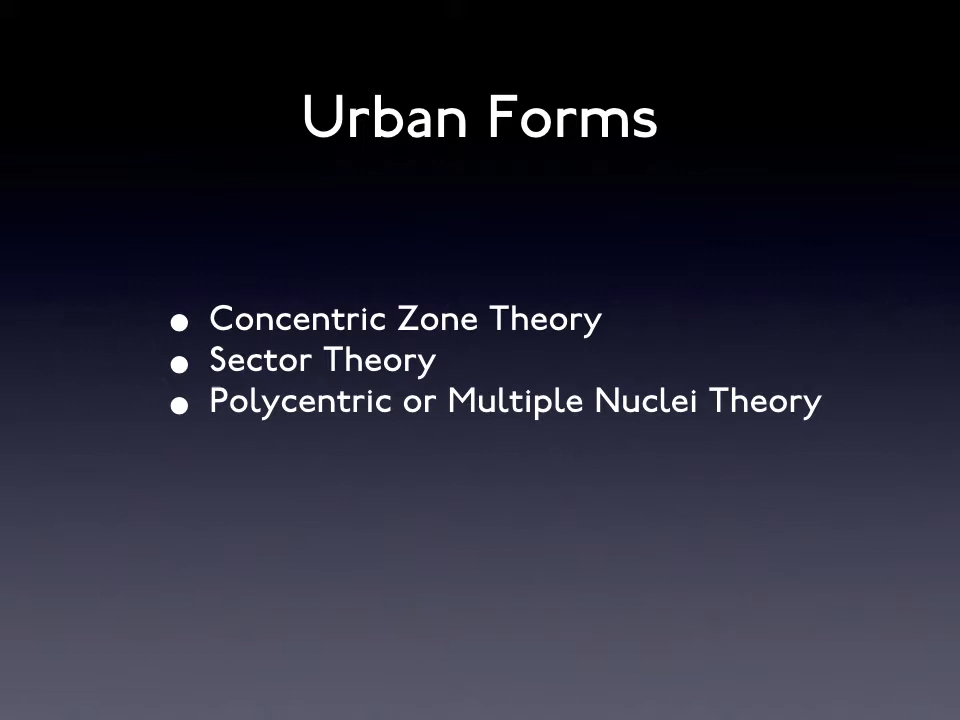 Urban Forms
• Concentric Zone Theory
• Sector Theory
• Polycentric or Multiple Nuclei Theory